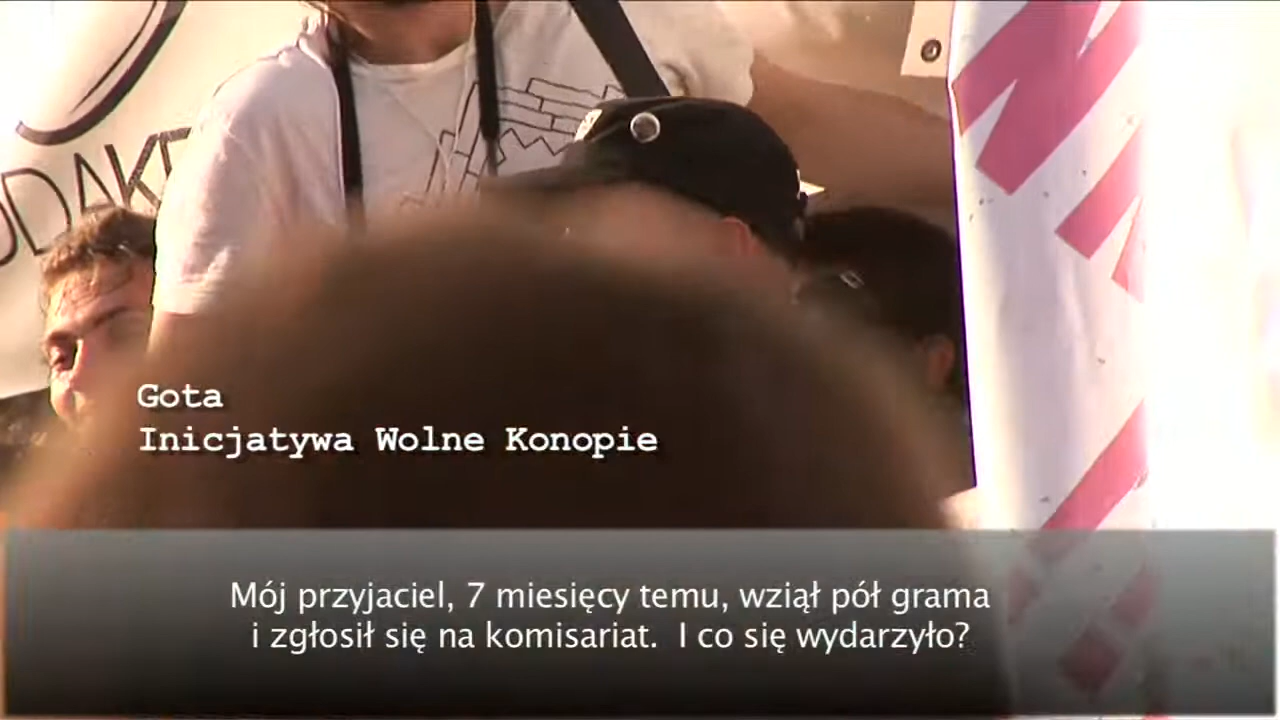 Gota
Inicjatywa Wolne Konopie
Mój przyjaciel, 7 miesięcy temu, wziął pół grama
i zgłosił się na komisariat. I co się wydarzyło?